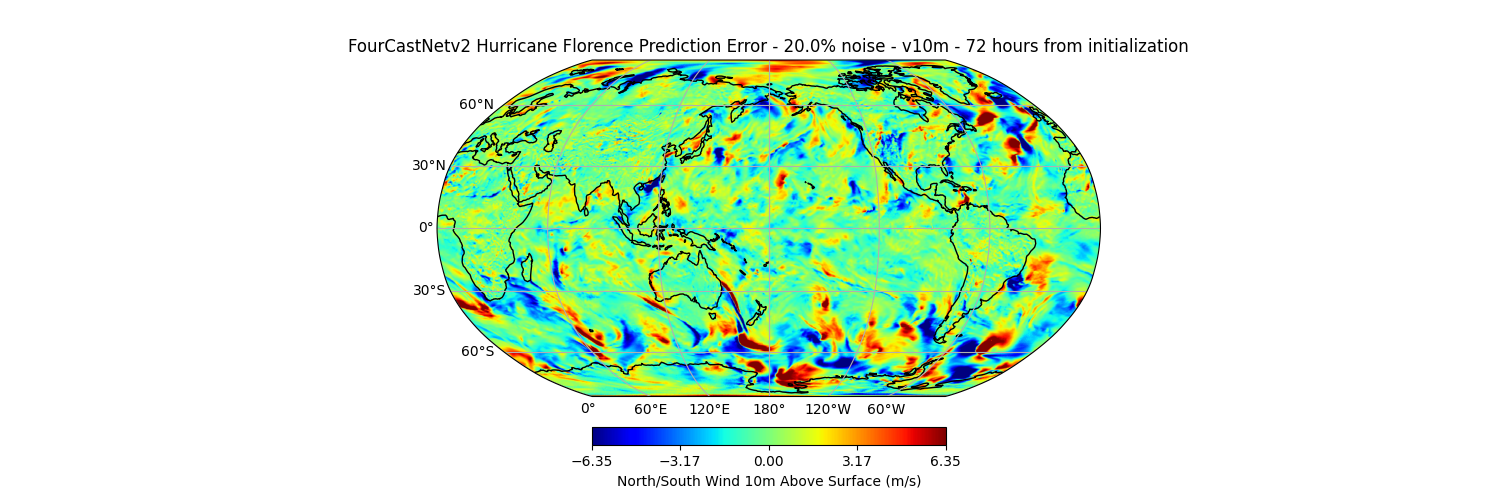 FourCastNetv2 Hurricane Florence Prediction Error - 20.0% noise - v10m - 72 hours from initialization
60°N
30°N
0°
30°S
60°S
0° 60°E 120°E 180° 120°W 60°W
−6.35 −3.17 0.00 3.17 6.35
North/South Wind 10m Above Surface (m/s)